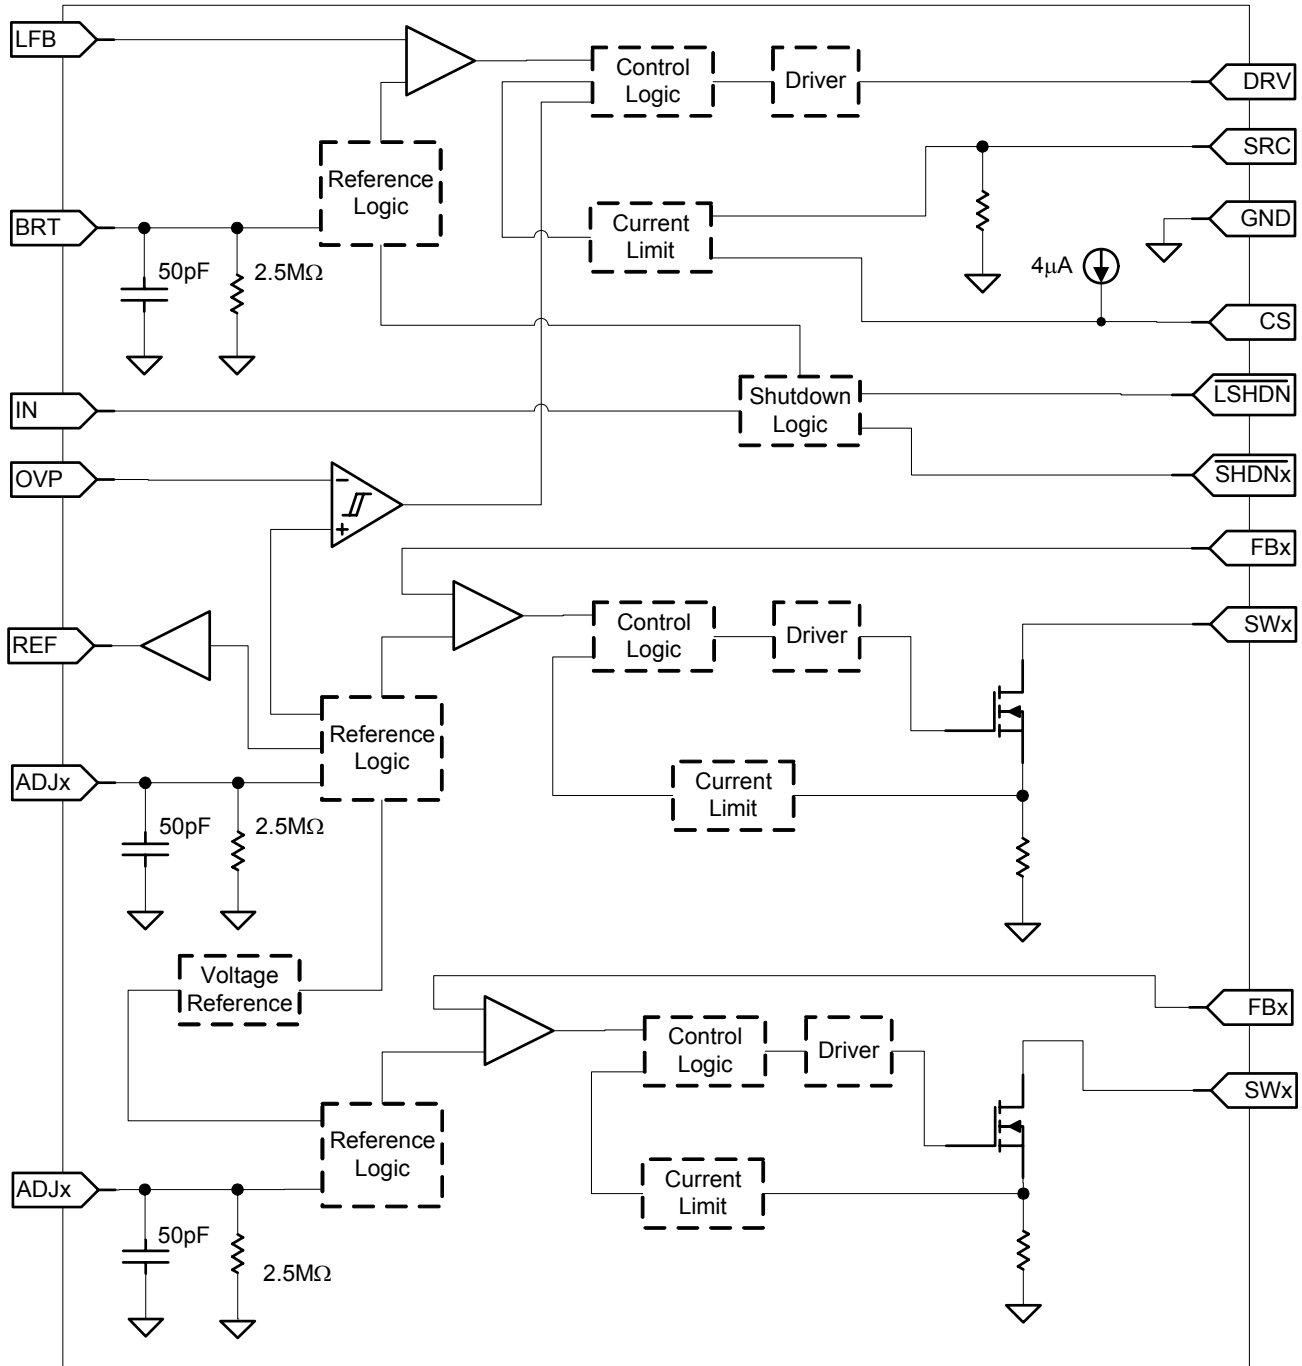 LFB
Control
Logic
Driver
DRV
SRC
Reference
Logic
BRT
Current
Limit
GND
50pF
2.5MΩ
4μA
CS
Shutdown
Logic
LSHDN
IN
OVP
−
+
SHDNx
FBx
REF
Control
Logic
Driver
SWx
Reference
Logic
ADJx
Current
Limit
50pF
2.5MΩ
Voltage
Reference
FBx
Control
Logic
Driver
SWx
Reference
Logic
ADJx
Current
Limit
50pF
2.5MΩ